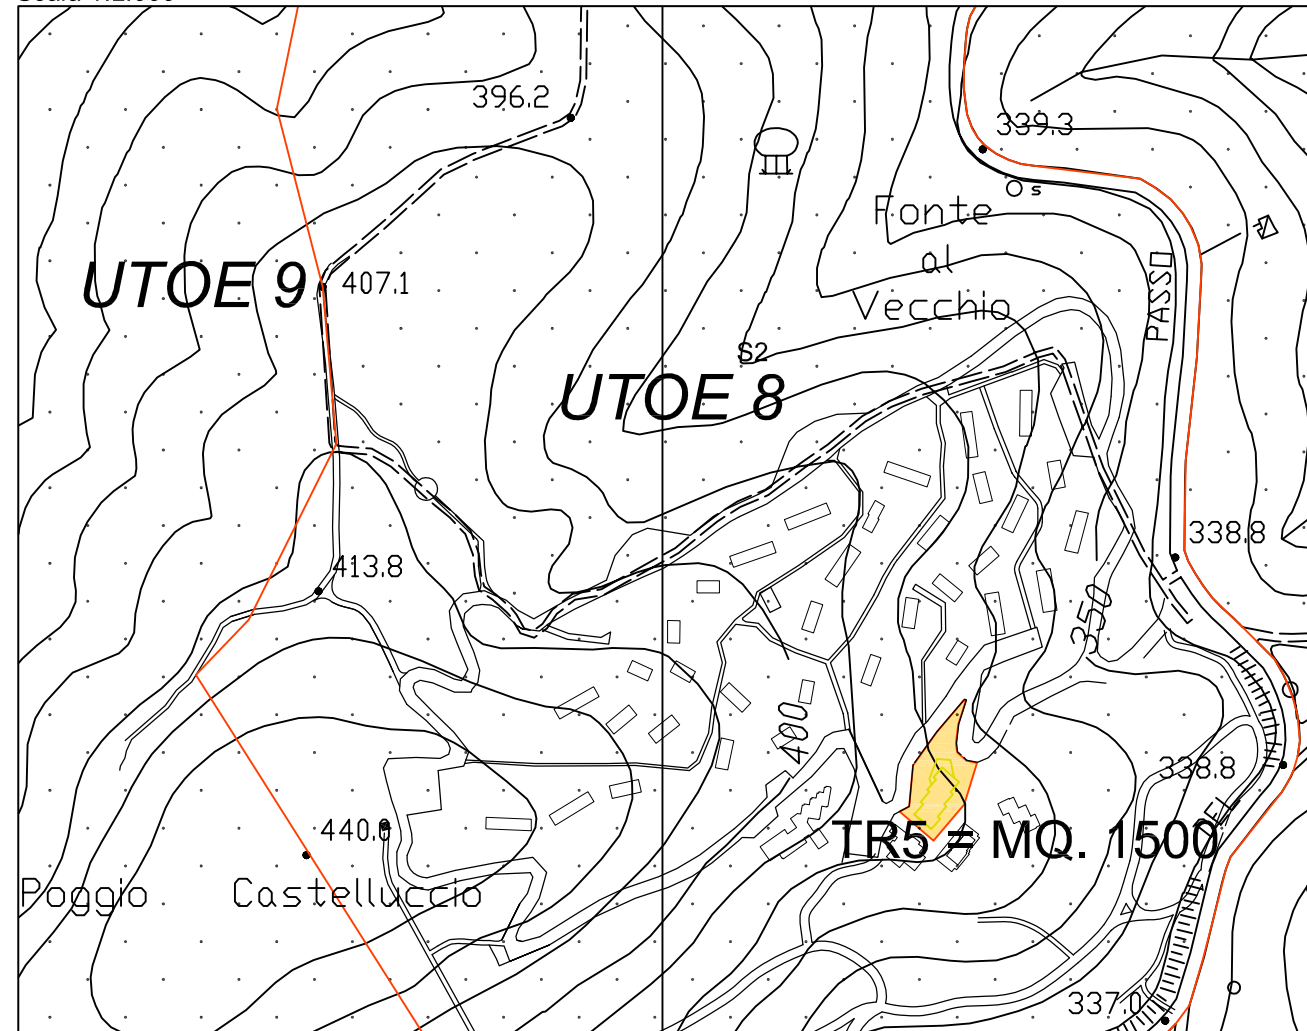 396.2
339.3
s
Fonte
al
Vecchio
PASSO
UTOE 9
407.1
S2
UTOE 8
338.8
413.8
350
400
338.8
DEL
440.0
TR5 = MQ. 1500
Poggio Castelluccio
337.0